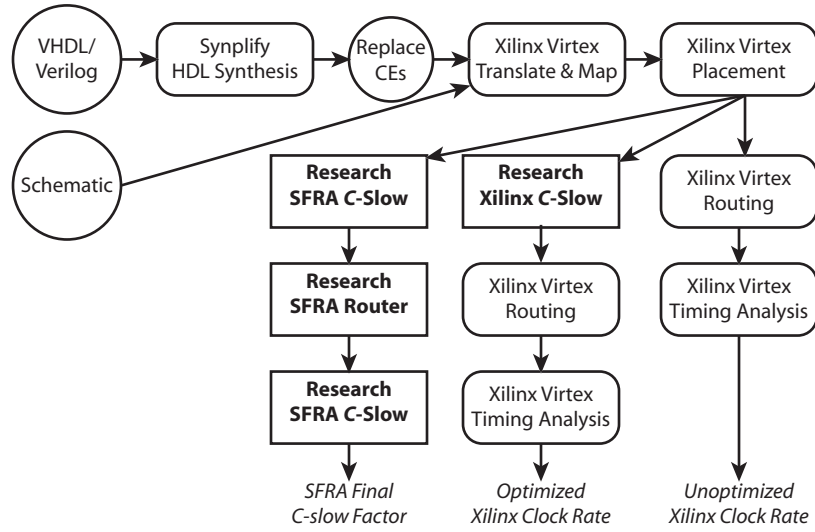 VHDL/
Verilog
Synplify
HDL Synthesis
Replace
CEs
Xilinx Virtex
Translate & Map
Xilinx Virtex
Placement
Schematic
Research
SFRA C-Slow
Research
Xilinx C-Slow
Xilinx Virtex
Routing
Research
SFRA Router
Xilinx Virtex
Routing
Xilinx Virtex
Timing Analysis
Research
SFRA C-Slow
Xilinx Virtex
Timing Analysis
SFRA Final
C-slow Factor
Optimized
Xilinx Clock Rate
Unoptimized
Xilinx Clock Rate